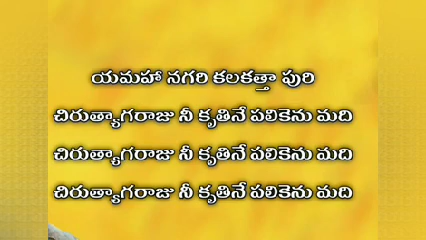 యమహా నగరి కలకత్తా పురి
చిరుత్యాగరాజు నీ కృతినే పలికెను మది
చిరుత్యాగరాజు నీ కృతినే పలికెను మది
చిరుత్యాగరాజు నీ కృతినే పలికెను మది